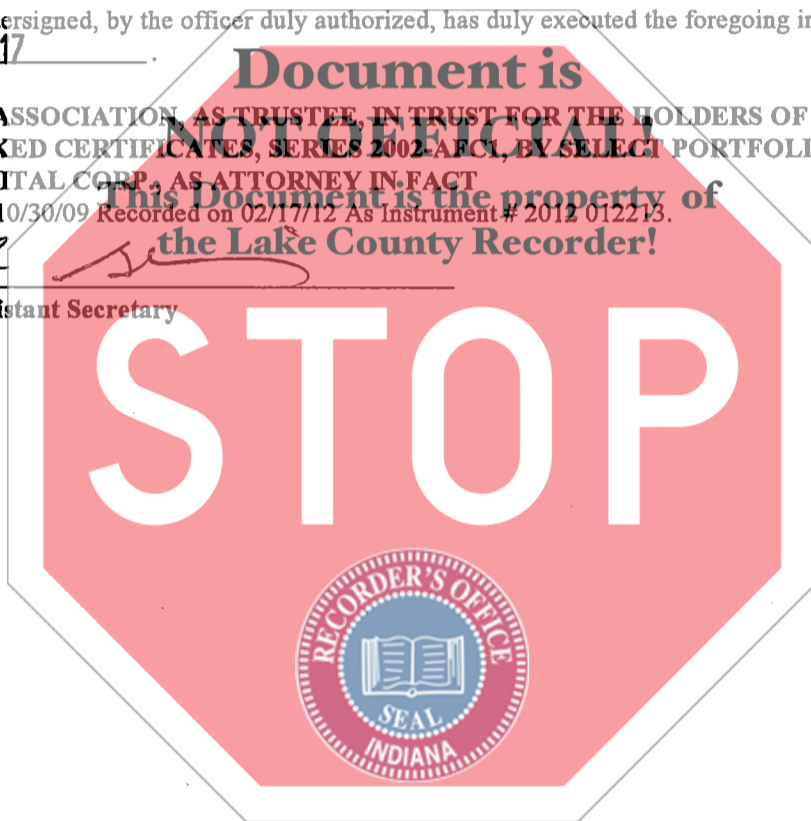 ersigned, by the officer duly authorized, has duly executed the foregoing in
17 .
Document is
ASSOCIATION, AS TRUSTEE, IN TRUST FOR THE HOLDERS OF
NOT OFFICIAL!
KED CERTIFICATES, SERIES 2002-AFC1, BY SELECT PORTFOLI
ITAL CORP., AS ATTORNEY IN FACT
This Document is the property of
0/30/09 Recorded on 02/17/12 As Instrument # 2012 012213.
the Lake County Recorder!
istant Secretary
STOP
RECORDER'S OFFICE
SEAL
INDIANA